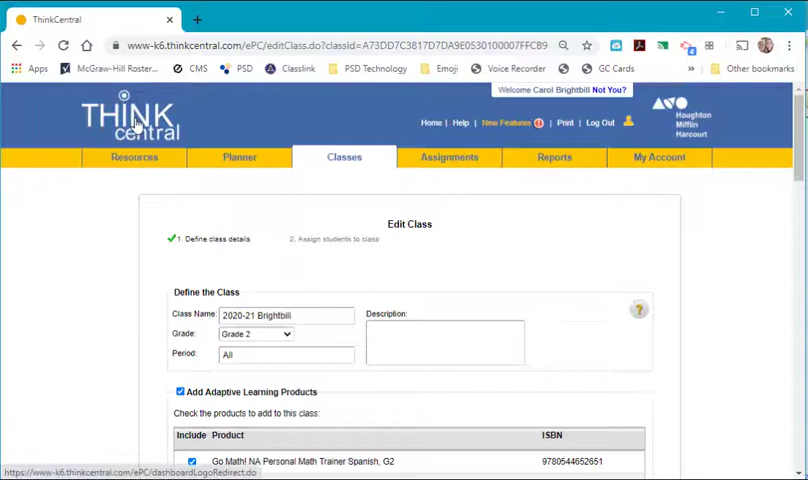 ThinkCentral
www-k6.thinkcentral.com/ePC/editClass.do?classId=A73DD7C3817D7DA9E0530100007FFCB9
4
Apps
McGraw-Hill Roster...
CMS
PSD
Classlink
PSD Technology
Emoji
Voice Recorder
GC Cards
»
Other bookmarks
Welcome Carol Brightbill Not You?
THINK
central
Home | Help | New Features | Print | Log Out
Houghton
Mifflin
Harcourt
Resources
Planner
Classes
Assignments
Reports
My Account
Edit Class
1. Define class details
2. Assign students to class
Define the Class
Class Name: 2020-21 Brightbill
Description:
?
Grade: Grade 2
Period: All
Add Adaptive Learning Products
Check the products to add to this class:
Include Product ISBN
Go Math! NA Personal Math Trainer Spanish, G2 9780544652651
https://www-k6.thinkcentral.com/ePC/dashboardLogoRedirect.do